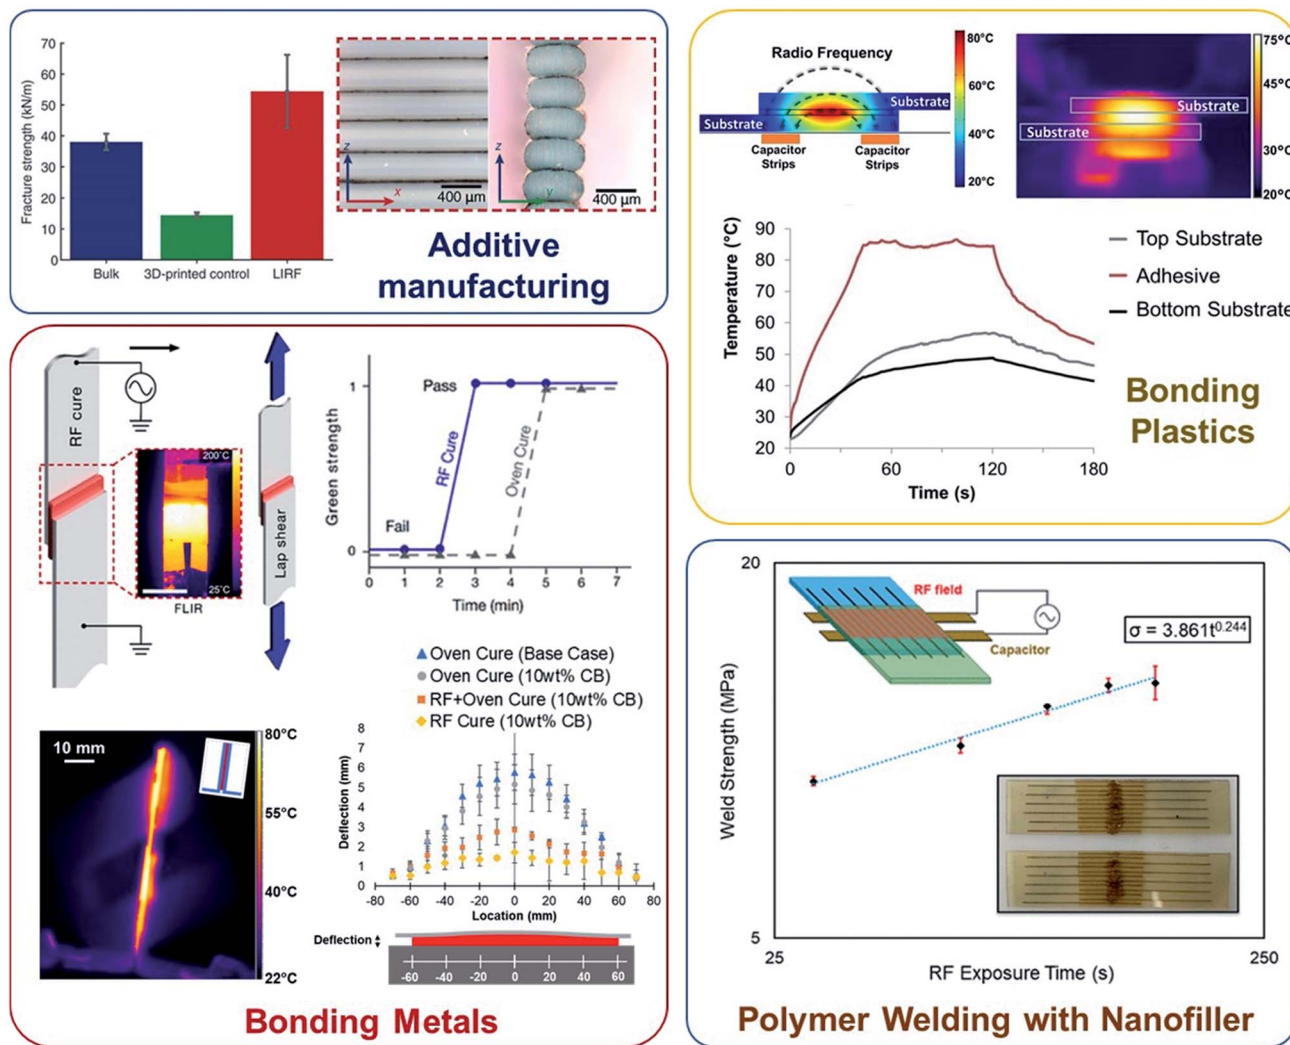 70
60
50
40
30
20
10
0
Fracture strength (kN/m)
Bulk
3D-printed control
LIRF
z
x
400 µm
z
y
400 µm
Additive
manufacturing
Radio Frequency
Substrate
Substrate
Capacitor
Strips
Capacitor
Strips
80°C
60°C
40°C
20°C
Substrate
Substrate
75°C
45°C
30°C
20°C
Temperature (°C)
90
80
70
60
50
40
30
20
0
60
120
180
Time (s)
Top Substrate
Adhesive
Bottom Substrate
Bonding
Plastics
RF cure
200°C
25°C
FLIR
Lap shear
Green strength
1
0
Pass
Fail
RF Cure
Oven Cure
0
1
2
3
4
5
6
7
Time (min)
10 mm
80°C
55°C
40°C
22°C
Oven Cure (Base Case)
Oven Cure (10wt% CB)
RF+Oven Cure (10wt% CB)
RF Cure (10wt% CB)
Deflection (mm)
8
7
6
5
4
3
2
1
0
-80
-60
-40
-20
0
20
40
60
80
Location (mm)
Deflection
-60
-40
-20
0
20
40
60
Bonding Metals
20
5
Weld Strength (MPa)
RF field
Capacitor
σ = 3.861t0.244
25
250
RF Exposure Time (s)
Polymer Welding with Nanofiller